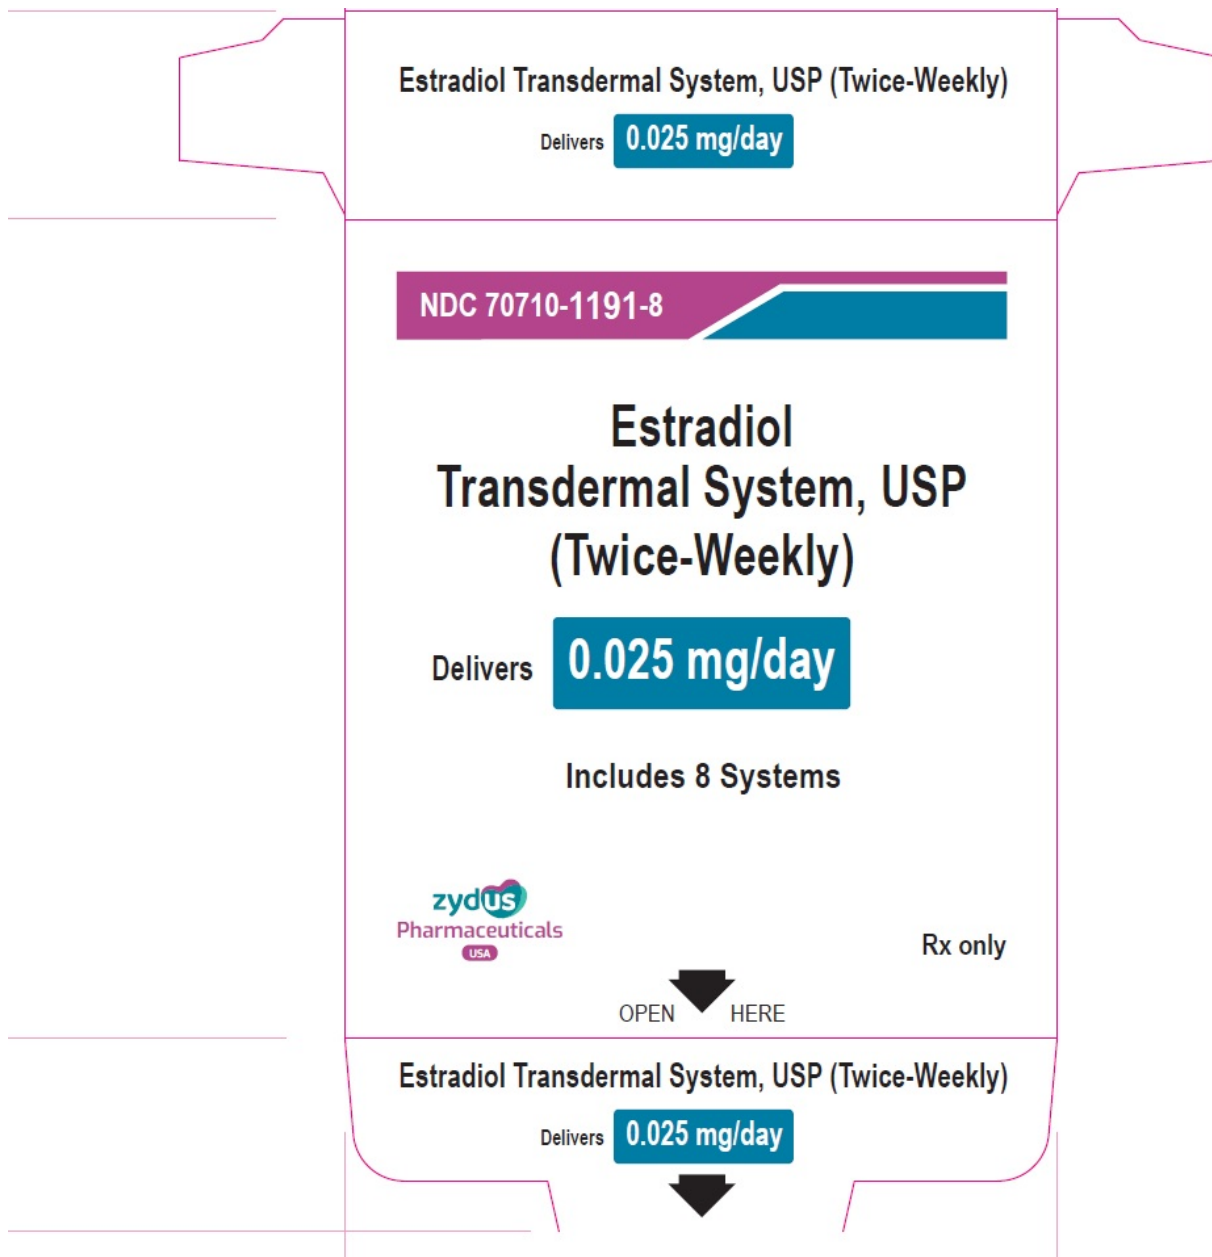 Estradiol Transdermal System, USP (Twice-Weekly)
Delivers 0.025 mg/day
NDC 70710-1191-8
Estradiol
Transdermal System, USP
(Twice-Weekly)
Delivers 0.025 mg/day
Includes 8 Systems
zydus
Pharmaceuticals
USA
Rx only
OPEN HERE
Estradiol Transdermal System, USP (Twice-Weekly)
Delivers 0.025 mg/day